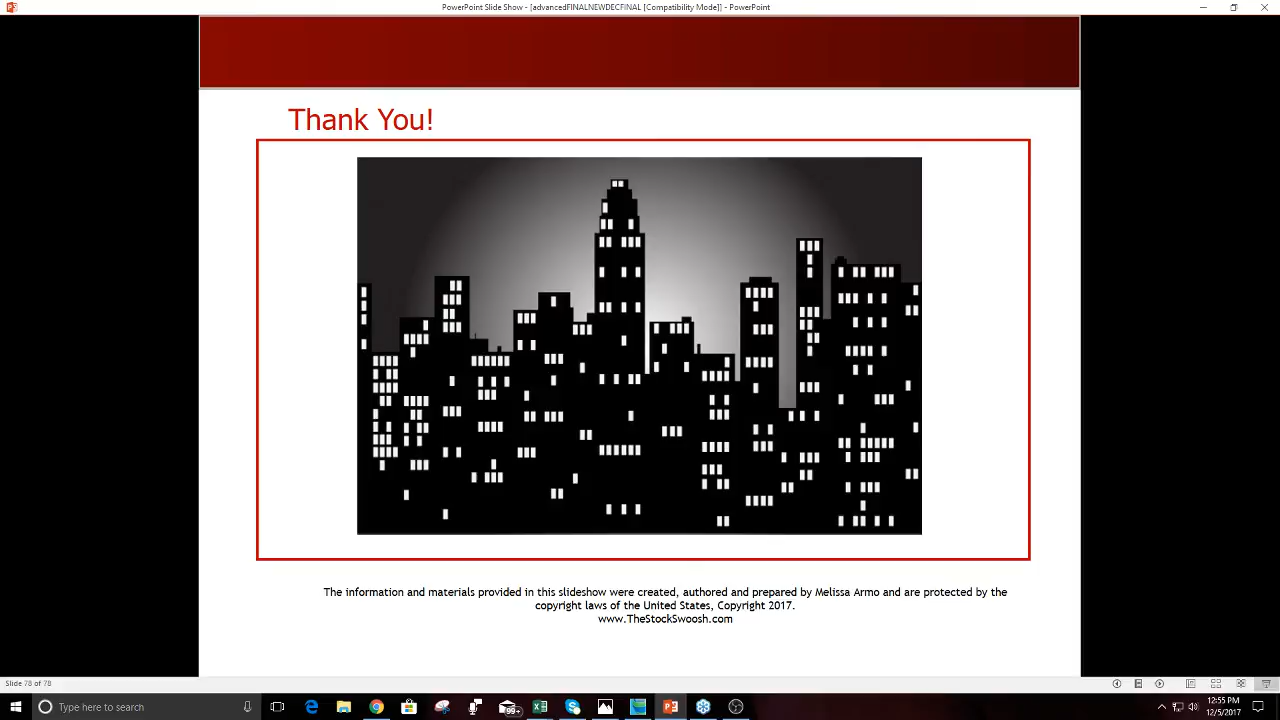 PowerPoint Slide Show - [advancedFINALNEWDECFINAL [Compatibility Mode]] - PowerPoint
Thank You!
The information and materials provided in this slideshow were created, authored and prepared by Melissa Armo and are protected by the
copyright laws of the United States, Copyright 2017.
www.TheStockSwoosh.com
Slide 78 of 78
Type here to search
12:55 PM
12/5/2017